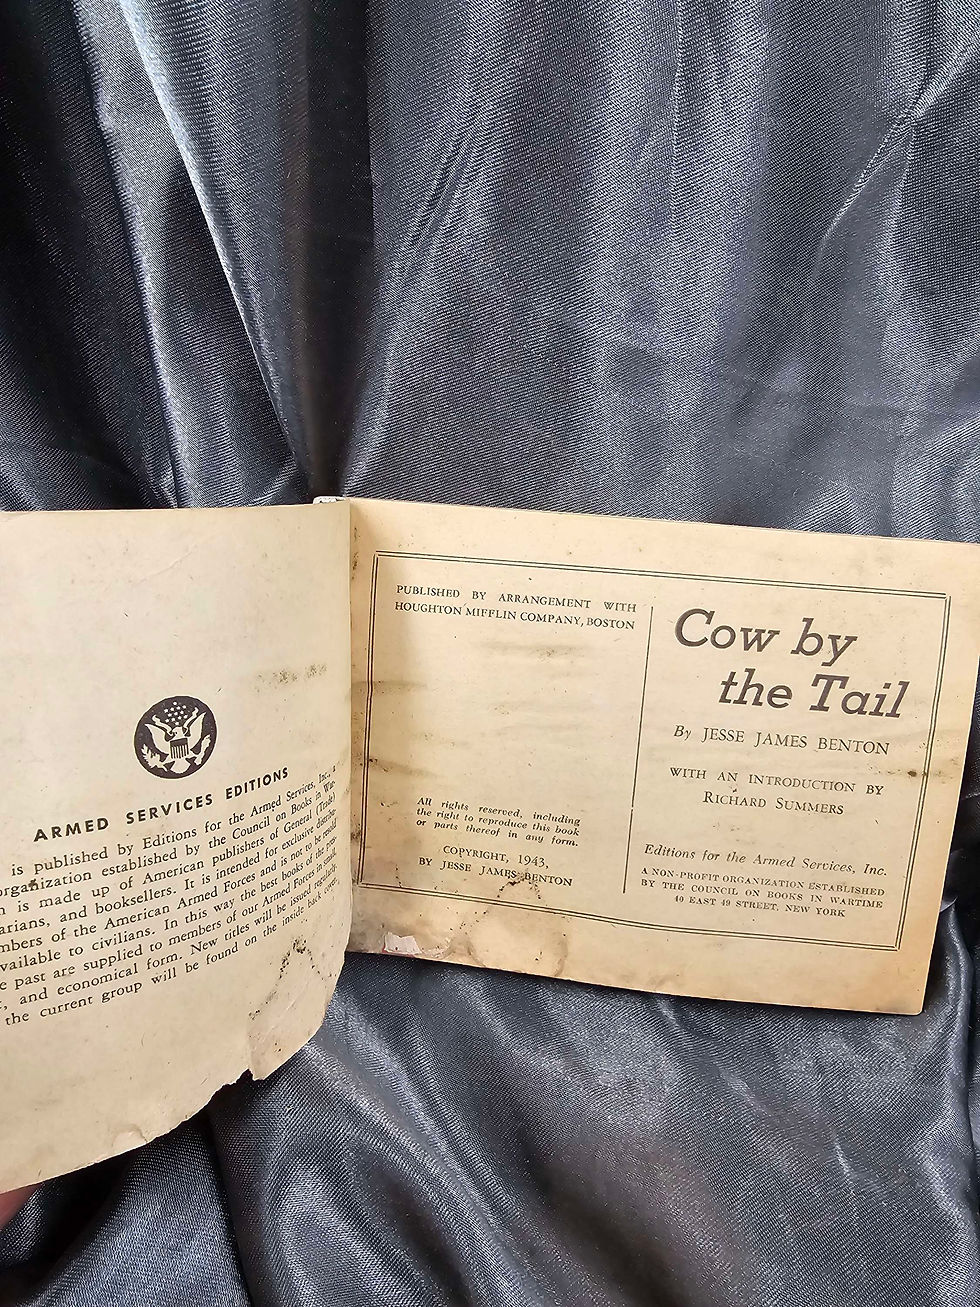 ARMED SERVICES EDITIONS
is published by Editions for the Armed Services, Inc., a
organization established by the Council on Books in War-
is made up of American publishers of General (Trade)
arians, and booksellers. It is intended for exclusive distribu-
mbers of the American Armed Forces and is not to be resold
vailable to civilians. In this way the best books of the pres-
e past are supplied to members of our Armed Forces in small,
, and economical form. New titles will be issued regularly.
the current group will be found on the inside back cover.
PUBLISHED BY ARRANGEMENT WITH
HOUGHTON MIFFLIN COMPANY, BOSTON
All rights reserved, including
the right to reproduce this book
or parts thereof in any form.
COPYRIGHT, 1943,
BY JESSE JAMES BENTON
Cow by
the Tail
By JESSE JAMES BENTON
WITH AN INTRODUCTION BY
RICHARD SUMMERS
Editions for the Armed Services, Inc.
A NON-PROFIT ORGANIZATION ESTABLISHED
BY THE COUNCIL ON BOOKS IN WARTIME
40 EAST 49 STREET, NEW YORK